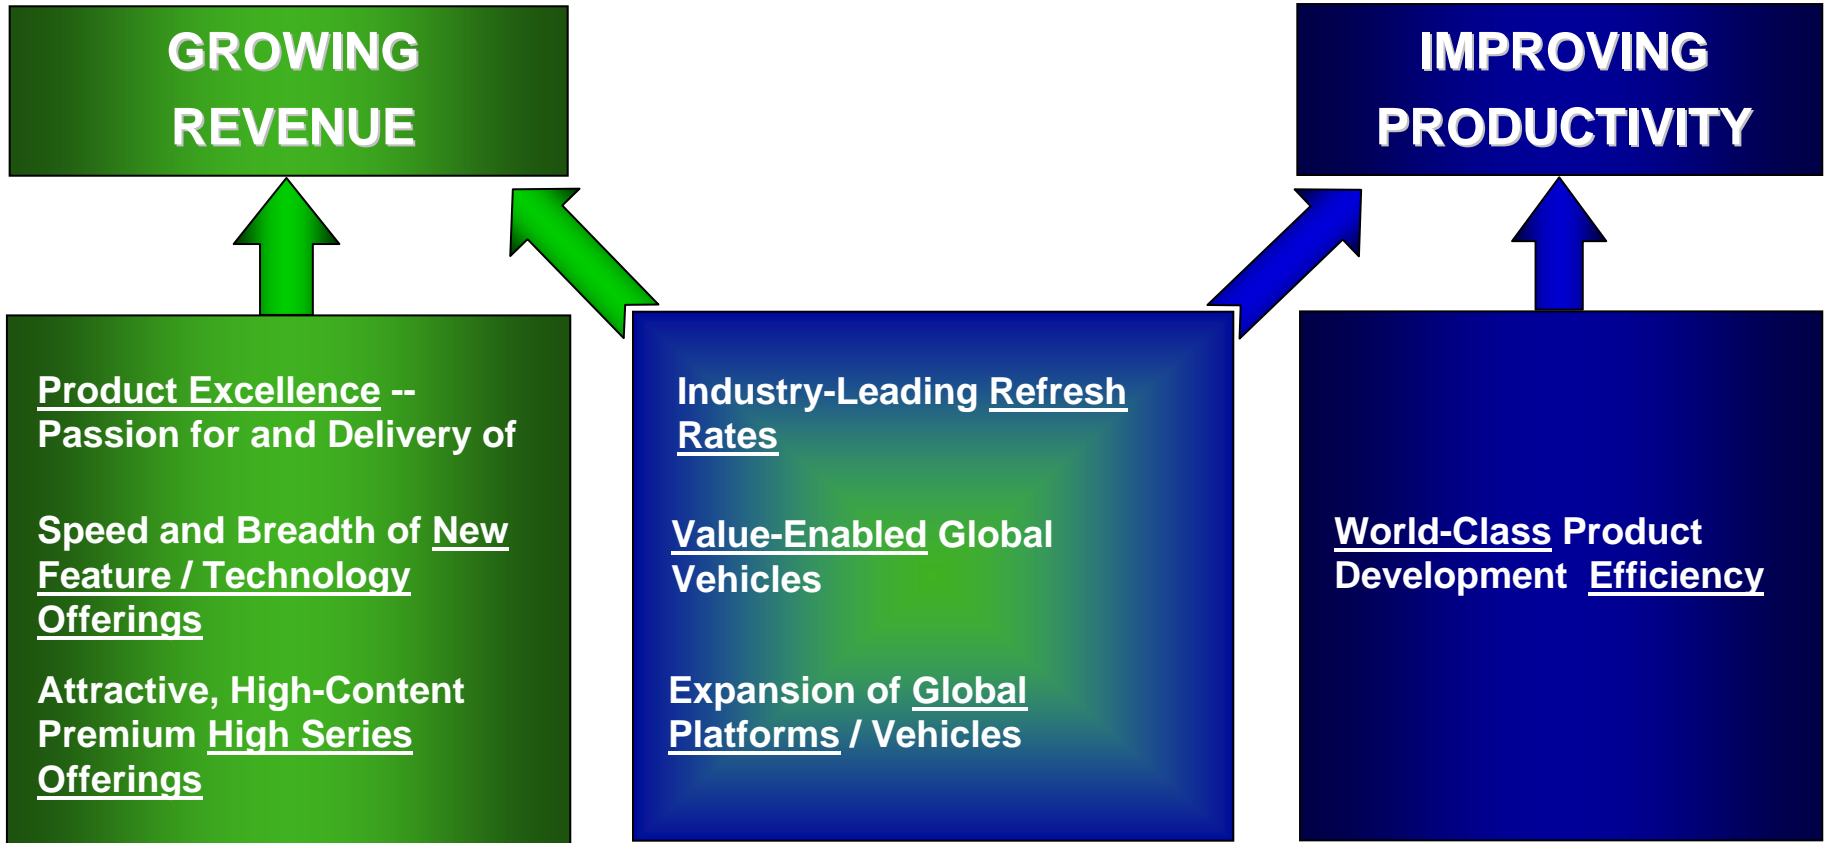 GROWING
REVENUE
IMPROVING
PRODUCTIVITY
Product Excellence --
Passion for and Delivery of
Speed and Breadth of New
Feature / Technology
Offerings
Attractive, High-Content
Premium High Series
Offerings
Industry-Leading Refresh
Rates
Value-Enabled Global
Vehicles
Expansion of Global
Platforms / Vehicles
World-Class Product
Development Efficiency